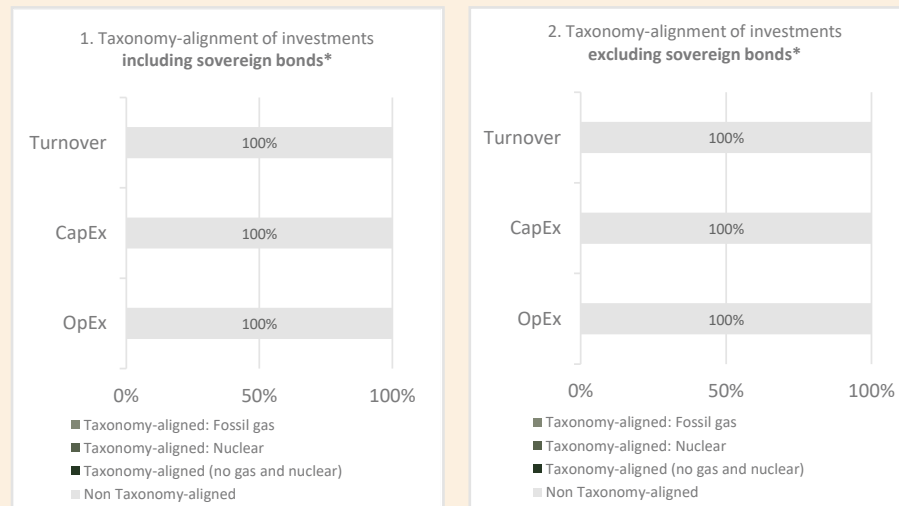 1. Taxonomy-alignment of investments
including sovereign bonds*
Turnover
100%
CapEx
100%
OpEx
100%
0%
50%
100%
Taxonomy-aligned: Fossil gas
Taxonomy-aligned: Nuclear
Taxonomy-aligned (no gas and nuclear)
Non Taxonomy-aligned
2. Taxonomy-alignment of investments
excluding sovereign bonds*
Turnover
100%
CapEx
100%
OpEx
100%
0%
50%
100%
Taxonomy-aligned: Fossil gas
Taxonomy-aligned: Nuclear
Taxonomy-aligned (no gas and nuclear)
Non Taxonomy-aligned